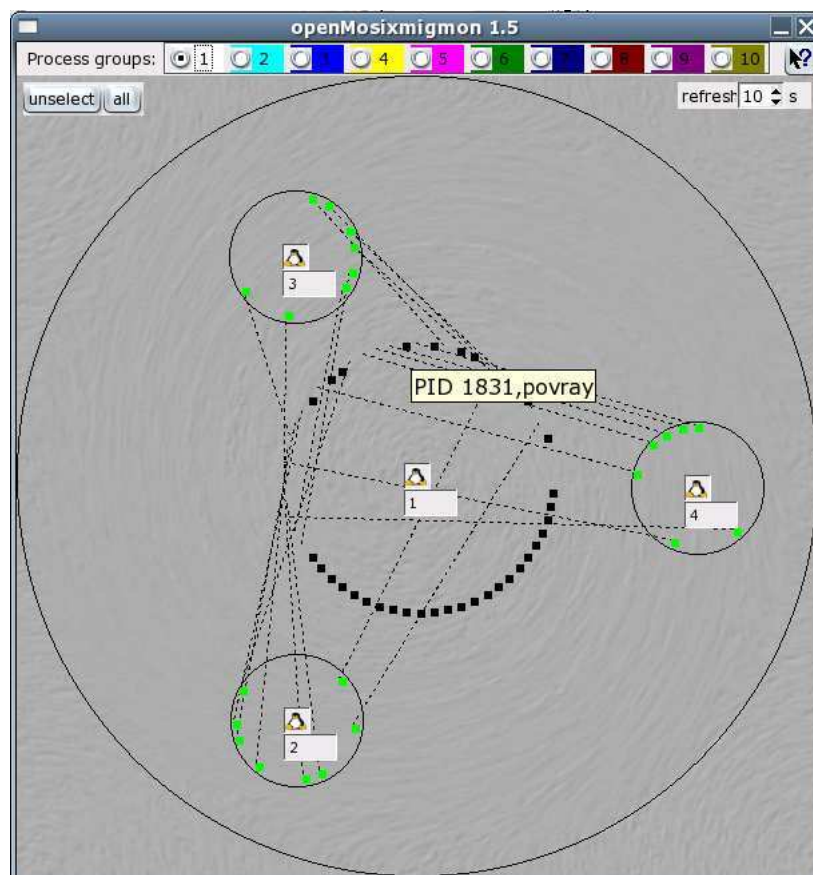 openMosixmigmon 1.5
Process groups: 1 2 3 4 5 6 7 8 9 10
unselect all refresh 10 s
3
PID 1831,povray
1
4
2